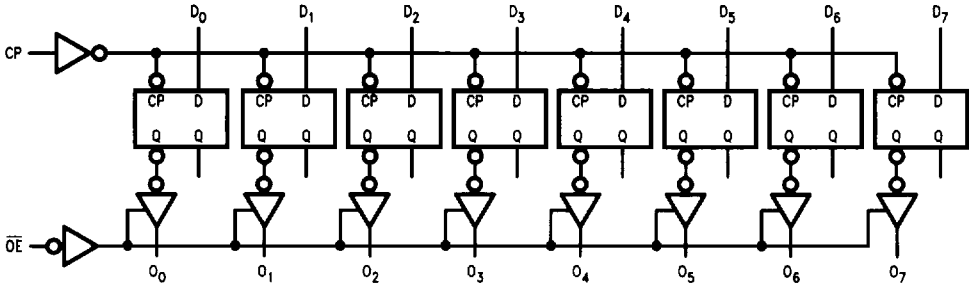 D₀ D₁ D₂ D₃ D₄ D₅ D₆ D₇
CP
CP D CP D CP D CP D CP D CP D CP D CP D
Q Q Q Q Q Q Q Q Q Q Q Q Q Q Q Q
O̅E̅
O₀ O₁ O₂ O₃ O₄ O₅ O₆ O₇